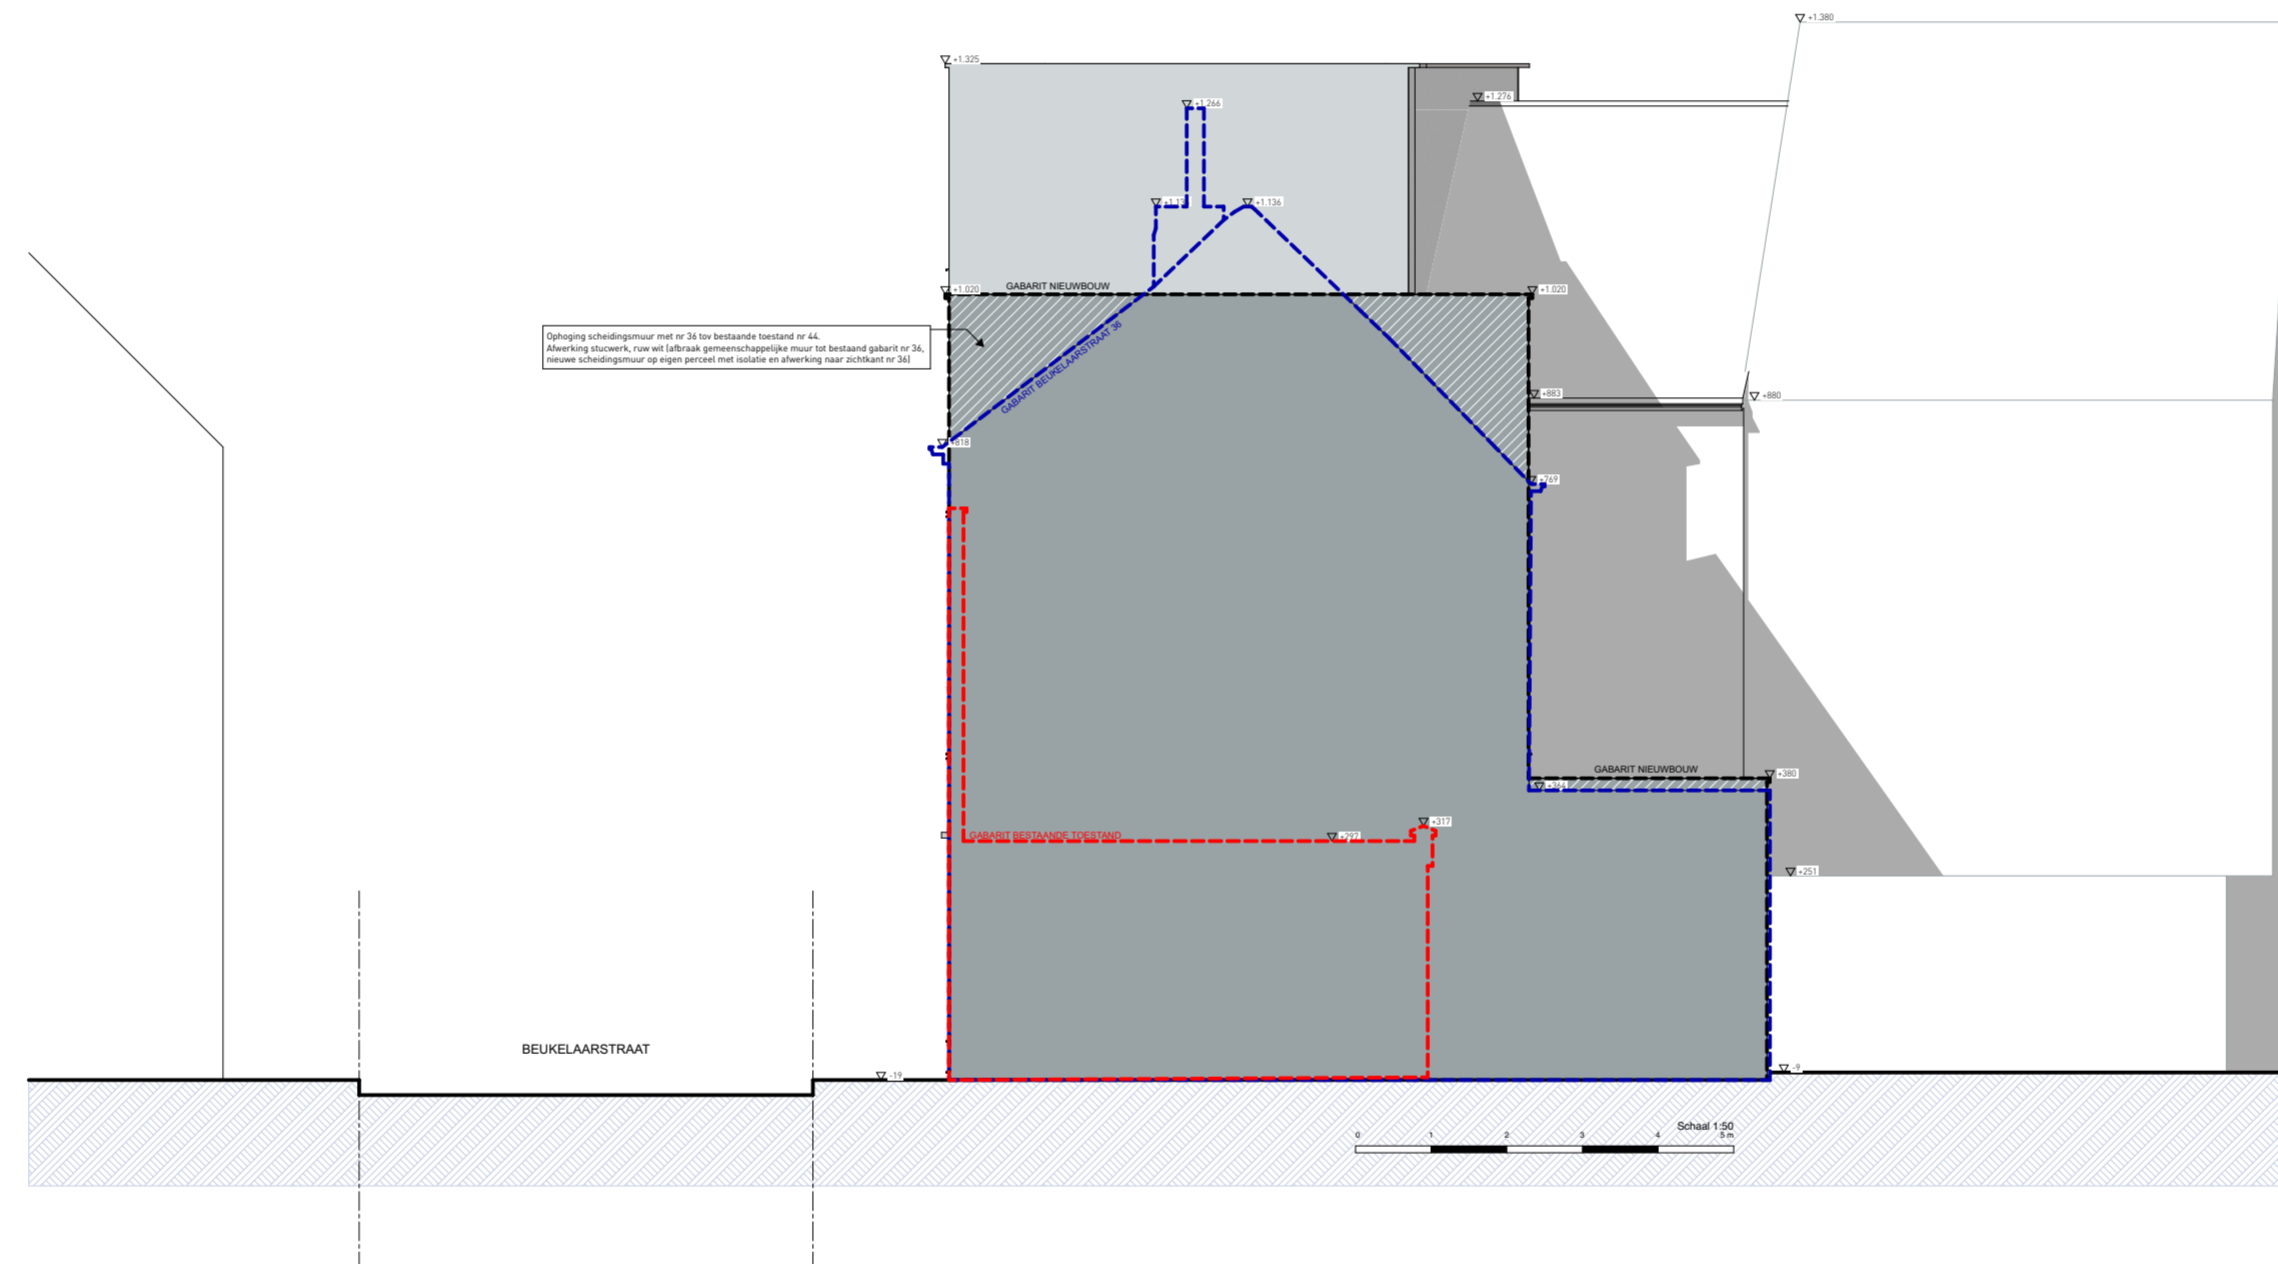 +1.380
+1.325
+1.276
+1.266
+1.136
GABARIT NIEUWBOUW
+1.020
+1.020
Ophoging scheidingsmuur met nr 36 tov bestaande toestand nr 44.
Afwerking stucwerk, ruw wit (afbraak gemeenschappelijke muur tot bestaand gabarit nr 36,
nieuwe scheidingsmuur op eigen perceel met isolatie en afwerking naar zichtkant nr 36)
GABARIT BEUKELAARSTRAAT 36
+883
+880
+818
+769
GABARIT NIEUWBOUW
+380
+317
GABARIT BESTAANDE TOESTAND
+297
+251
BEUKELAARSTRAAT
-19
-9
Schaal 1:50
0 1 2 3 4 5 m